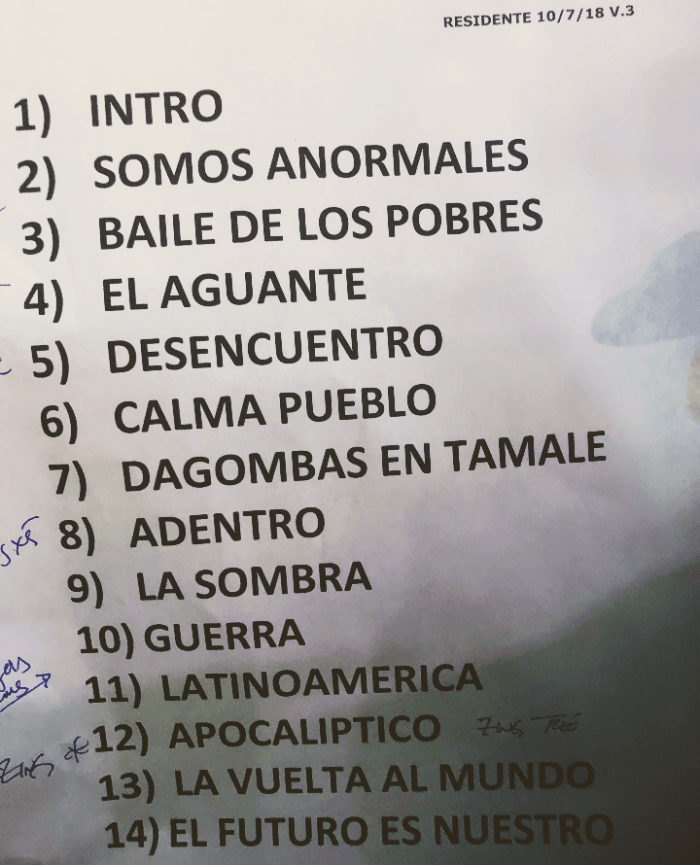 RESIDENTE 10/7/18 V.3
1) INTRO
2) SOMOS ANORMALES
3) BAILE DE LOS POBRES
4) EL AGUANTE
5) DESENCUENTRO
6) CALMA PUEBLO
7) DAGOMBAS EN TAMALE
8) ADENTRO
9) LA SOMBRA
10) GUERRA
11) LATINOAMERICA
12) APOCALIPTICO
13) LA VUELTA AL MUNDO
14) EL FUTURO ES NUESTRO